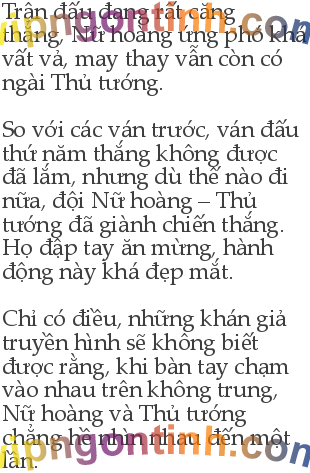 Trận đấu đang rất căng
thẳng, Nữ hoàng ứng phó khá
vất vả, may thay vẫn còn có
ngài Thủ tướng.
So với các ván trước, ván đấu
thứ năm thắng không được
đã lắm, nhưng dù thế nào đi
nữa, đội Nữ hoàng – Thủ
tướng đã giành chiến thắng.
Họ đập tay ăn mừng, hành
động này khá đẹp mắt.
Chỉ có điều, những khán giả
truyền hình sẽ không biết
được rằng, khi bàn tay chạm
vào nhau trên không trung,
Nữ hoàng và Thủ tướng
chẳng hề nhìn nhau đến một
lần.